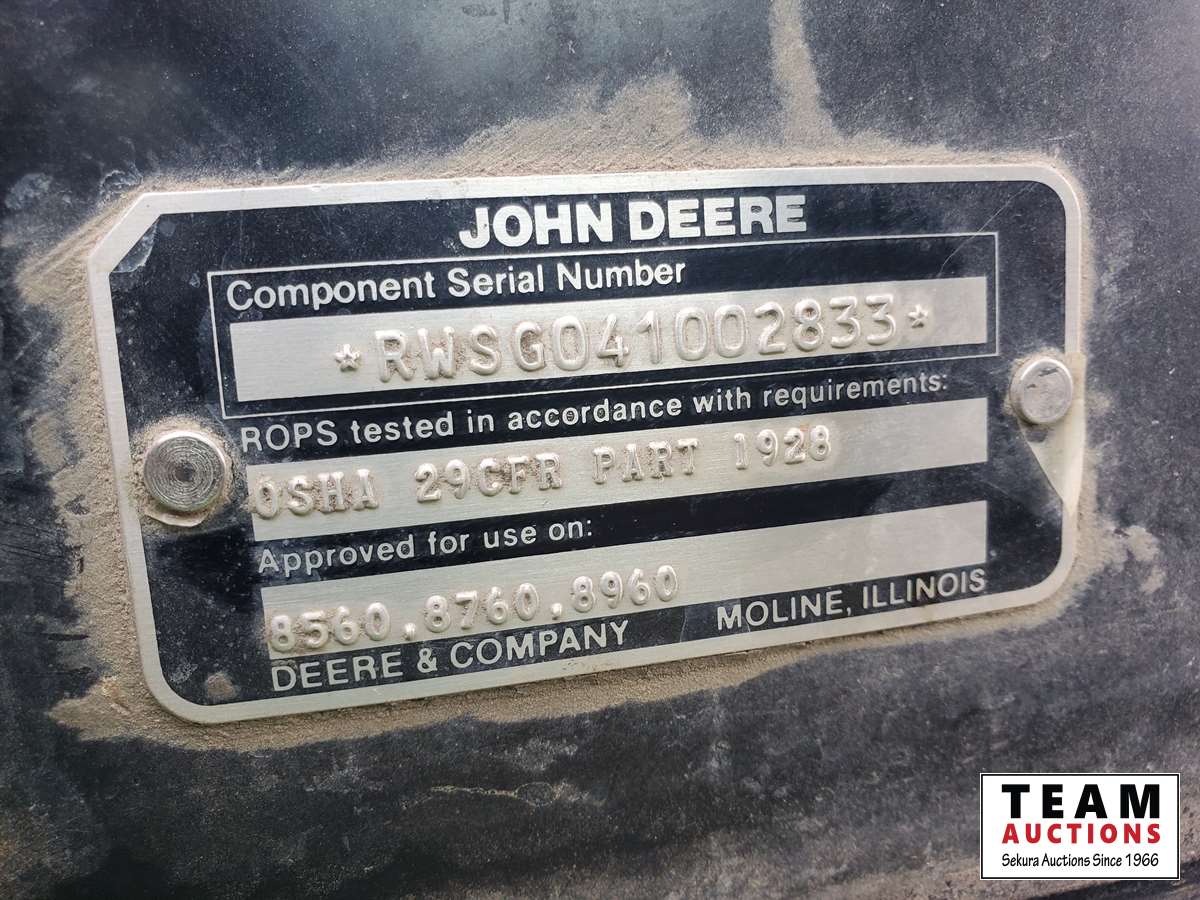 JOHN DEERE
Component Serial Number
*RWSG041002833*
ROPS tested in accordance with requirements:
OSHA 29CFR PART 1928
Approved for use on:
8560,8760,8960
DEERE & COMPANY MOLINE, ILLINOIS
TEAM
AUCTIONS
Sekura Auctions Since 1966